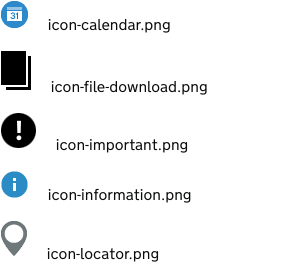 31
icon-calendar.png
icon-file-download.png
!
icon-important.png
i
icon-information.png
icon-locator.png